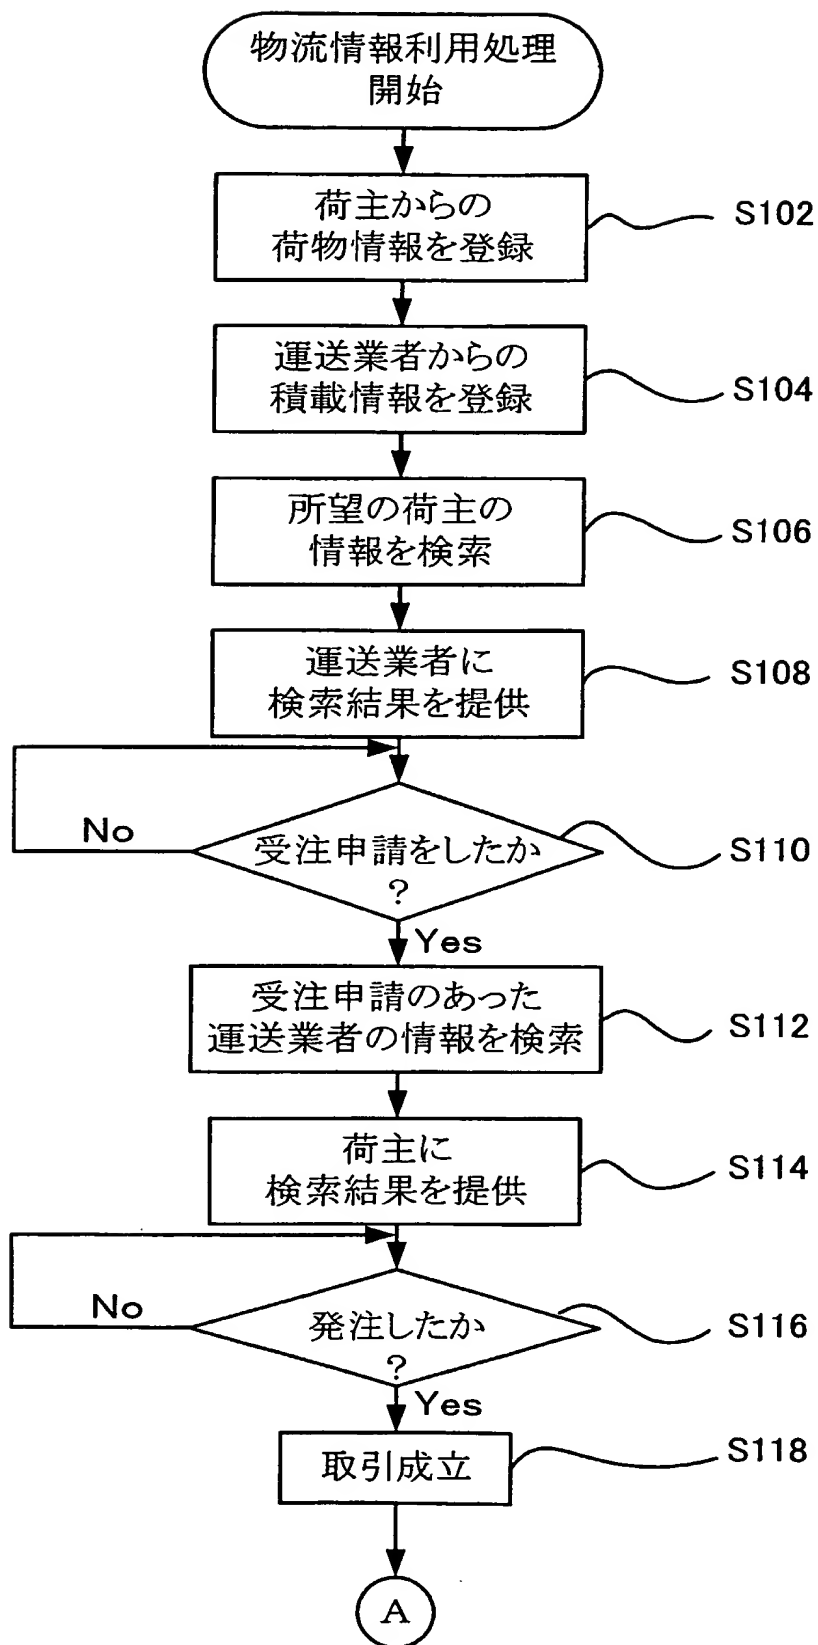 物流情報利用処理
開始
荷主からの
荷物情報を登録
S102
運送業者からの
積載情報を登録
S104
所望の荷主の
情報を検索
S106
運送業者に
検索結果を提供
S108
No
受注申請をしたか
?
S110
Yes
受注申請のあった
運送業者の情報を検索
S112
荷主に
検索結果を提供
S114
No
発注したか
?
S116
Yes
取引成立
S118
A